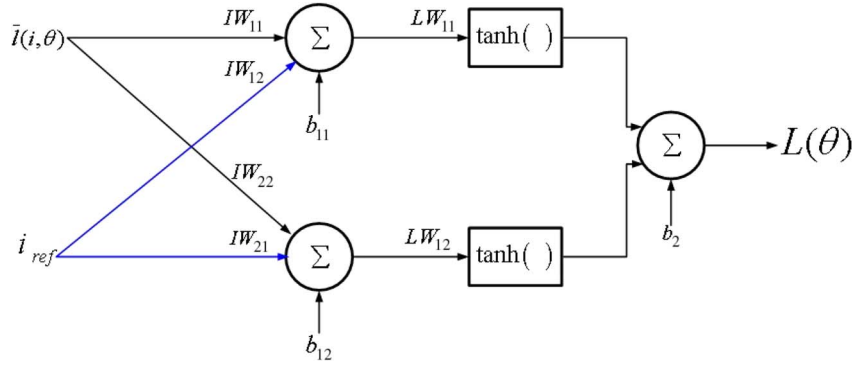 l̄(i,θ)
IW₁₁
LW₁₁
tanh( )
Σ
IW₁₂
b₁₁
Σ
L(θ)
IW₂₂
b₂
i ref
IW₂₁
Σ
LW₁₂
tanh( )
b₁₂